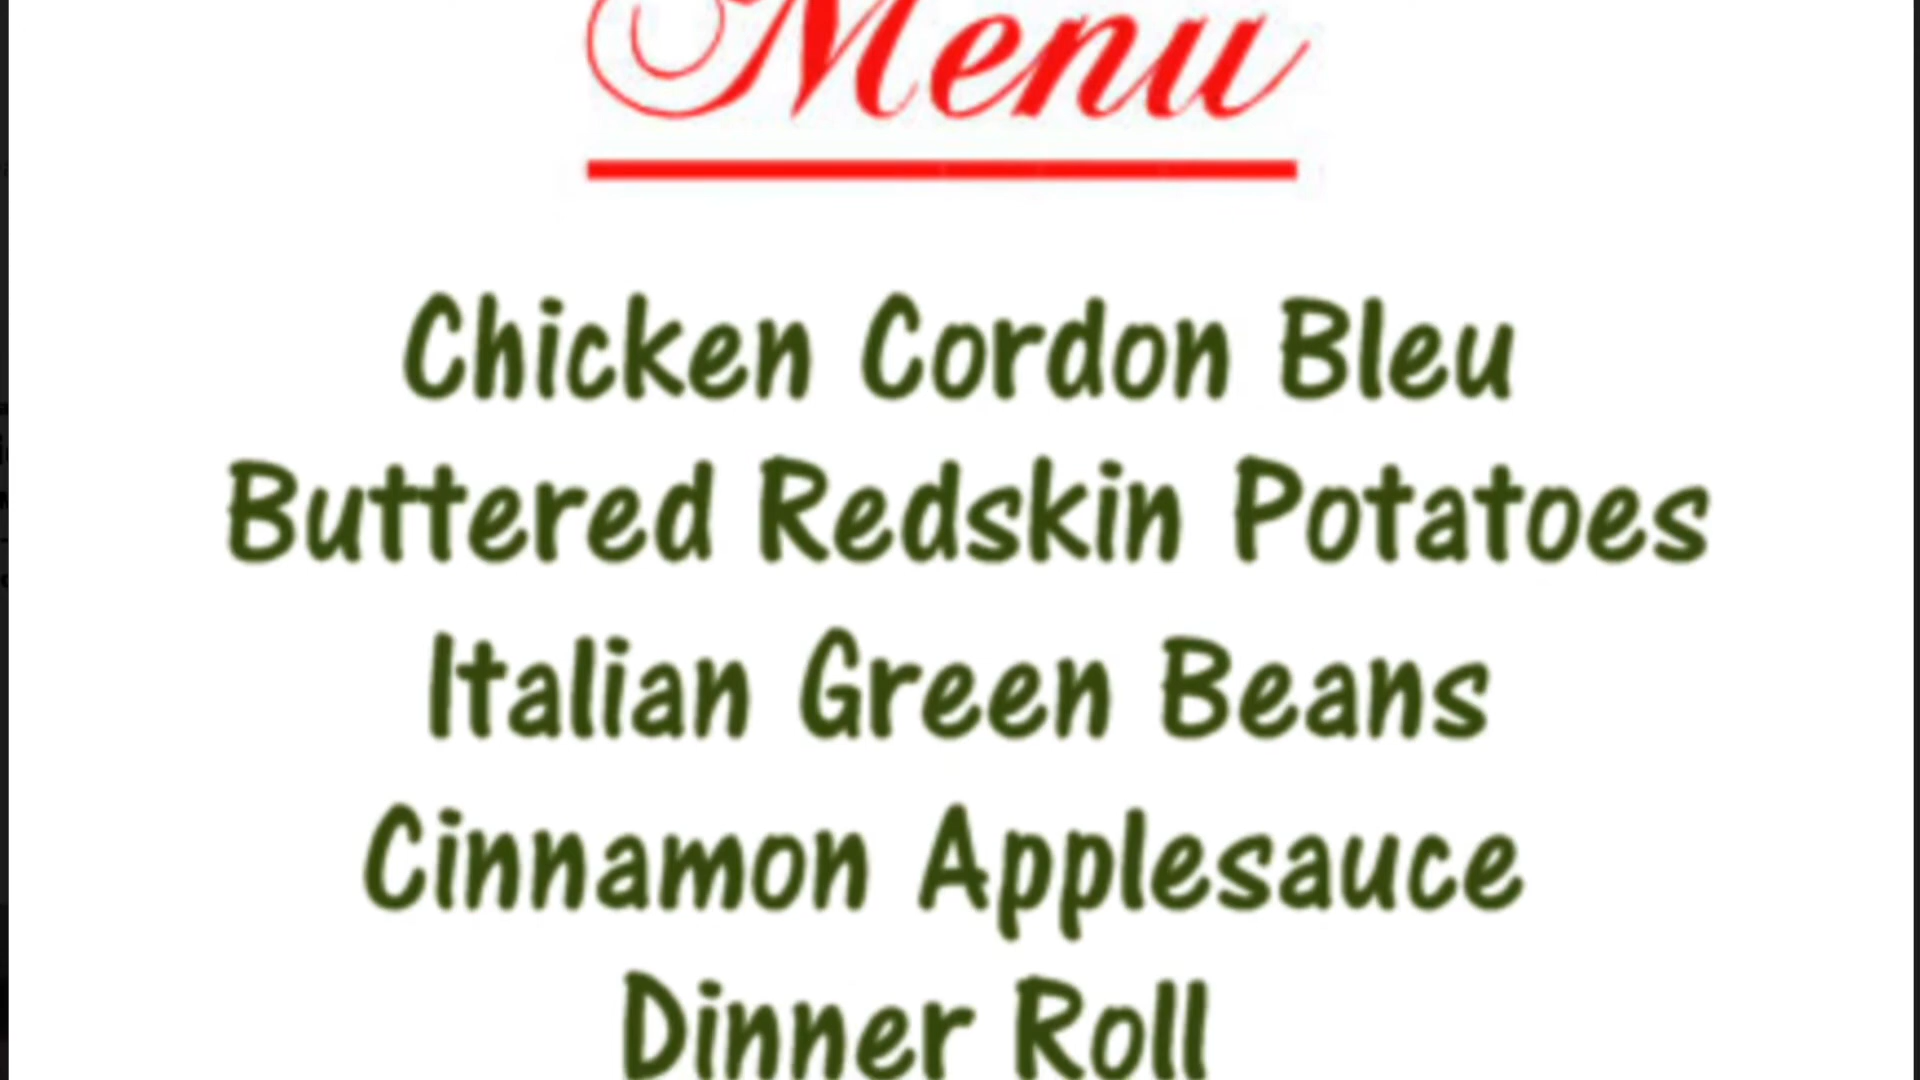 Menu
Chicken Cordon Bleu
Buttered Redskin Potatoes
Italian Green Beans
Cinnamon Applesauce
Dinner Roll